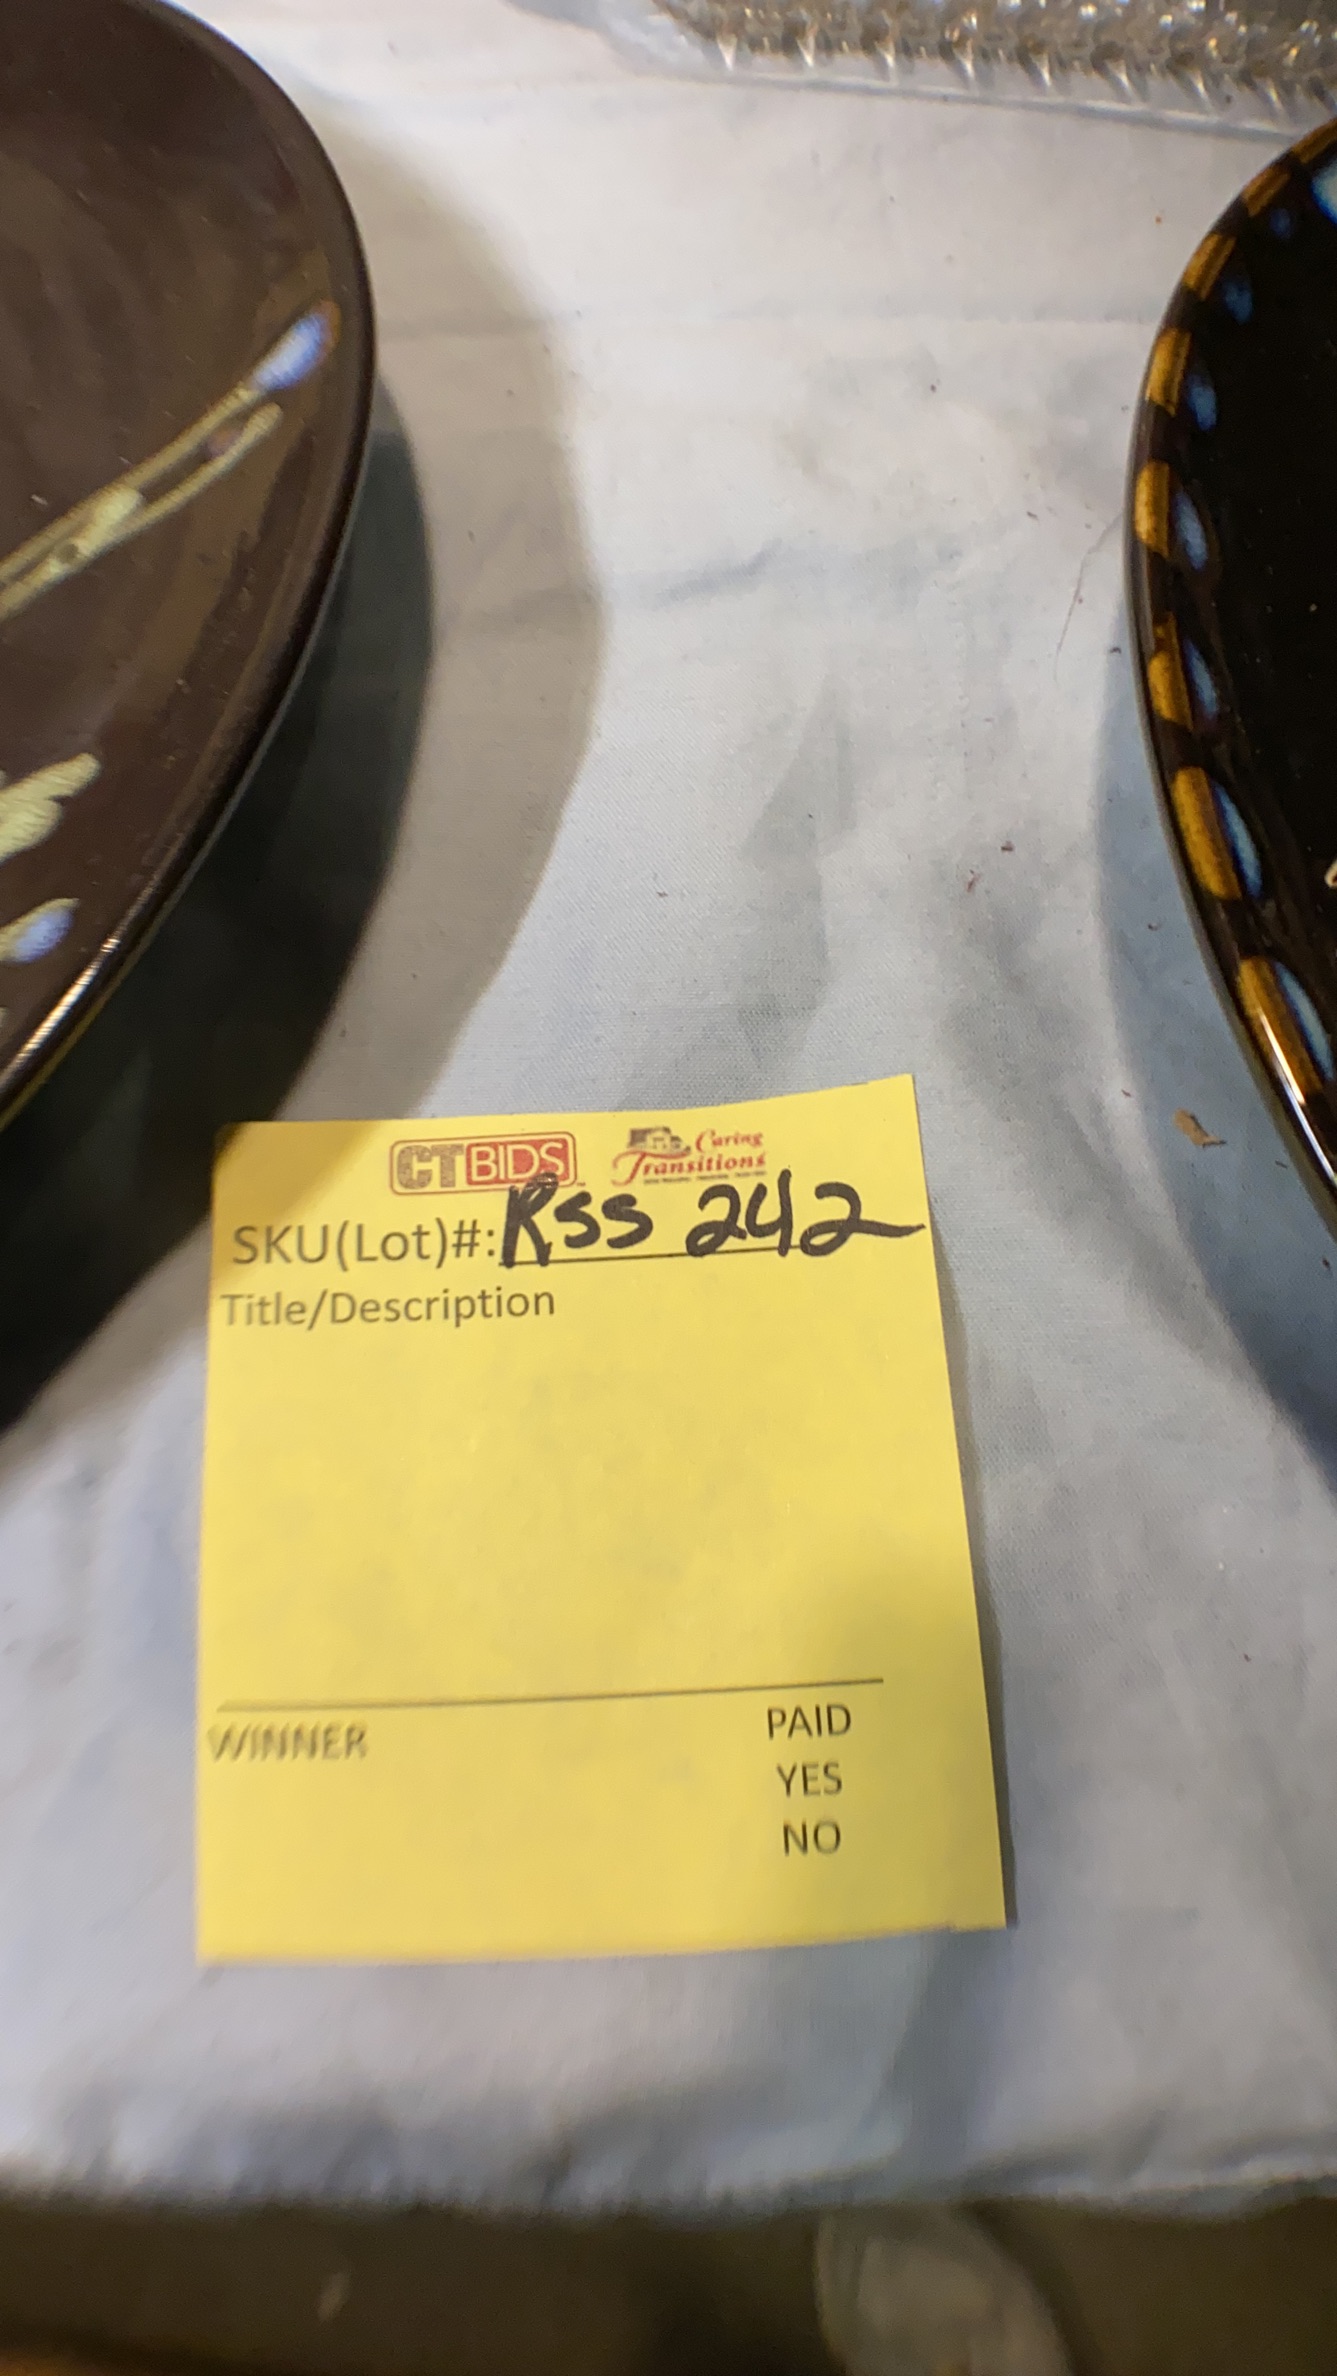 CTBIDS Caring Transitions
SKU(Lot)#: RSS 242
Title/Description
WINNER PAID
YES
NO